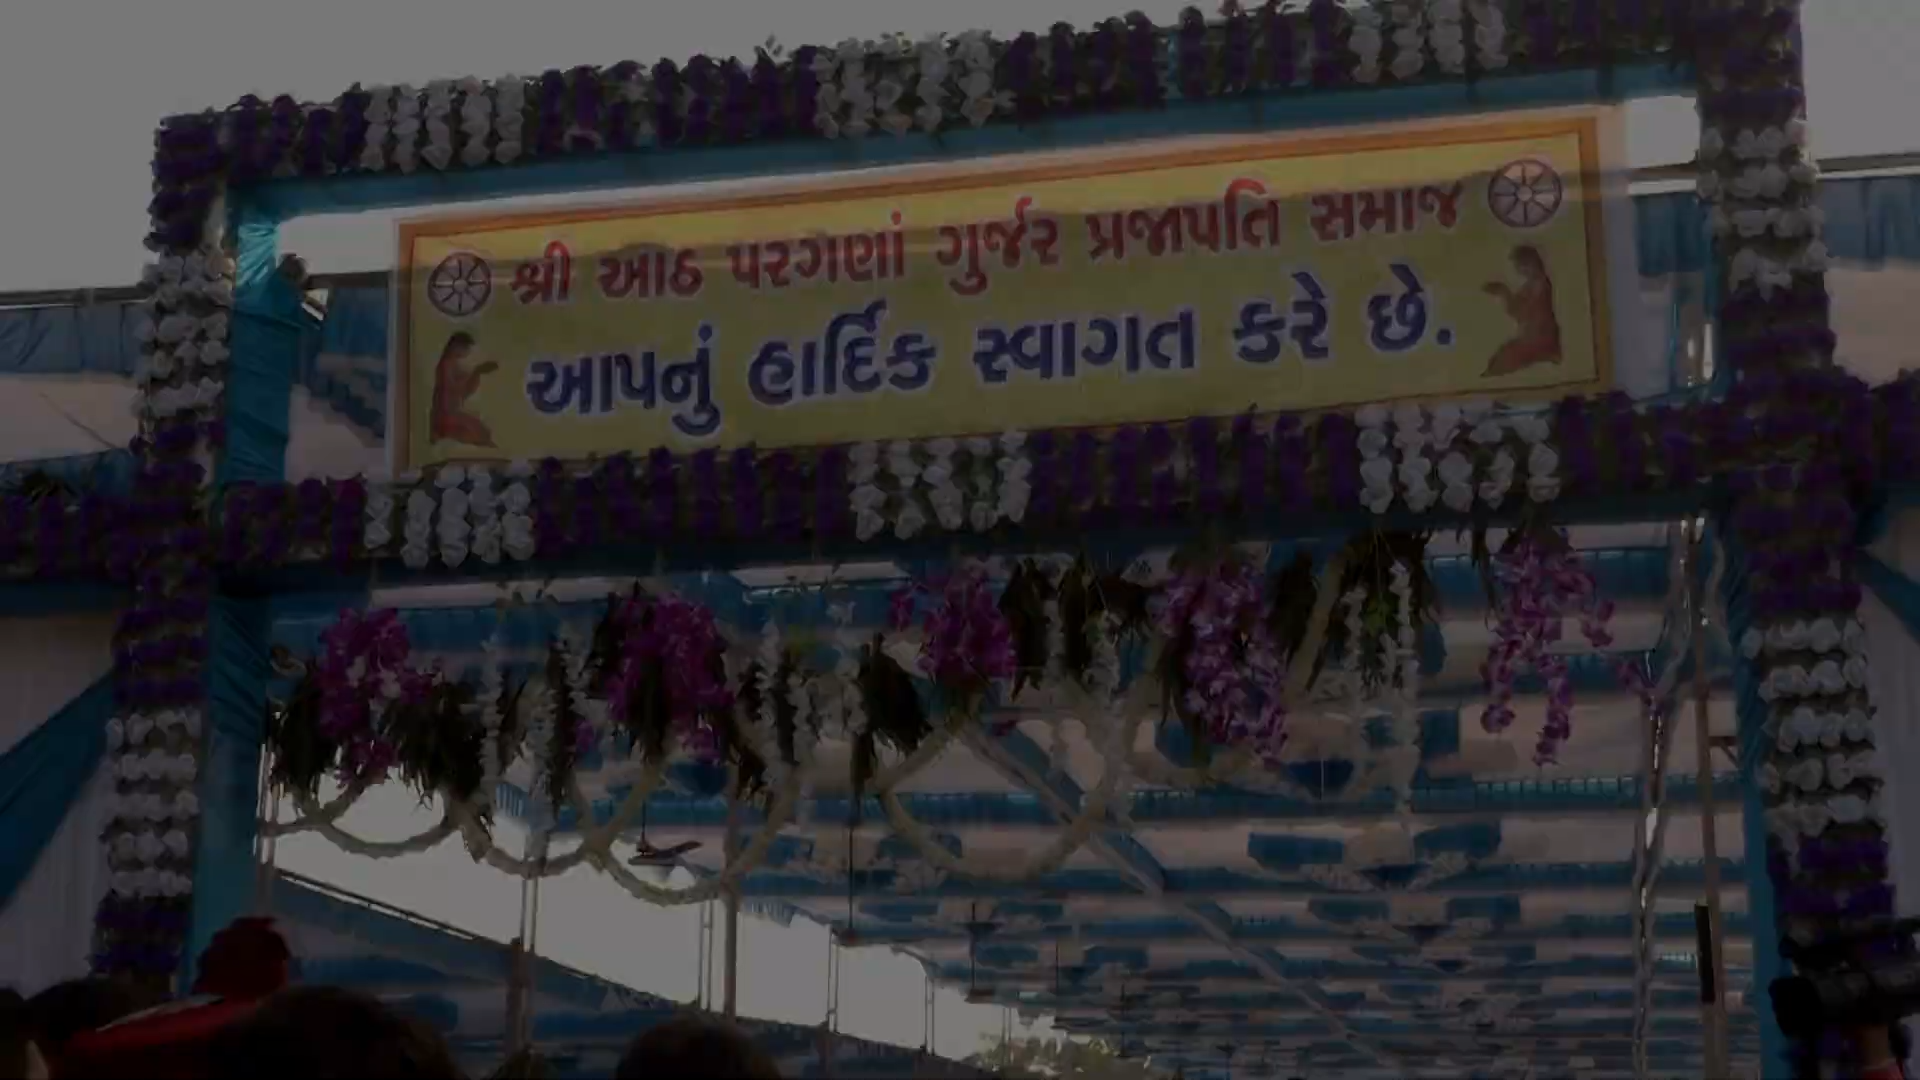 શ્રી આઠ પરગણાં ગુર્જર પ્રજાપતિ સમાજ
આપનું હાર્દિક સ્વાગત કરે છે.